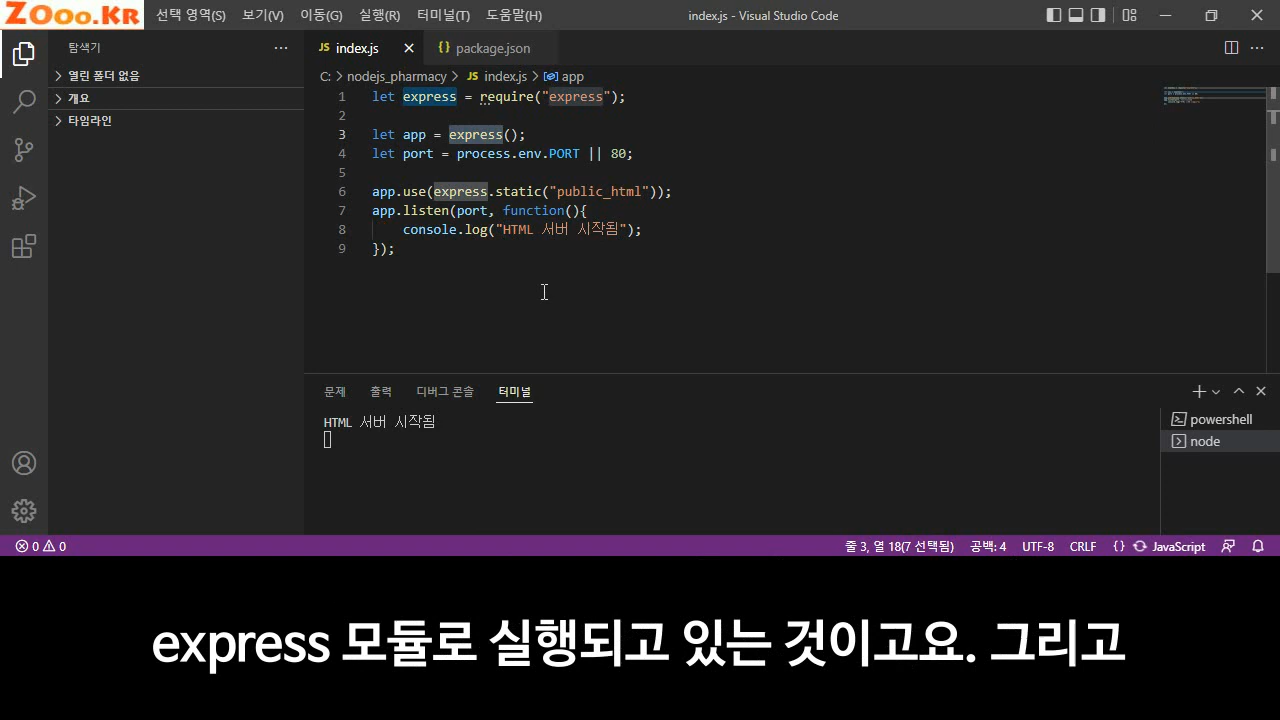 ZOoo.Kr
선택 영역(S) 보기(V) 이동(G) 실행(R) 터미널(T) 도움말(H)
index.js - Visual Studio Code
탐색기
열린 폴더 없음
개요
타임라인
JS index.js
{} package.json
C: > nodejs_pharmacy > JS index.js > app
1 let express = require("express");
2
3 let app = express();
4 let port = process.env.PORT || 80;
5
6 app.use(express.static("public_html"));
7 app.listen(port, function(){
8 console.log("HTML 서버 시작됨");
9 });
문제 출력 디버그 콘솔 터미널
HTML 서버 시작됨
powershell
node
0 0
줄 3, 열 18(7 선택됨) 공백: 4 UTF-8 CRLF {} JavaScript
express 모듈로 실행되고 있는 것이고요. 그리고